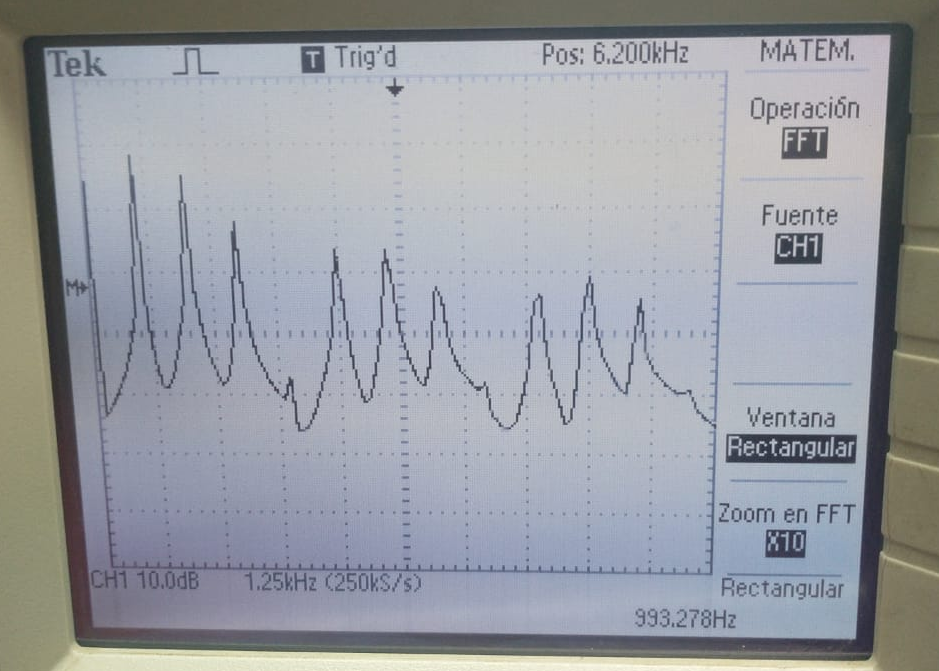 Tek T Trig'd Pos: 6.200kHz MATEM.
Operación
FFT
Fuente
CH1
M
Ventana
Rectangular
Zoom en FFT
X10
CH1 10.0dB 1.25kHz (250kS/s) Rectangular
993.278Hz